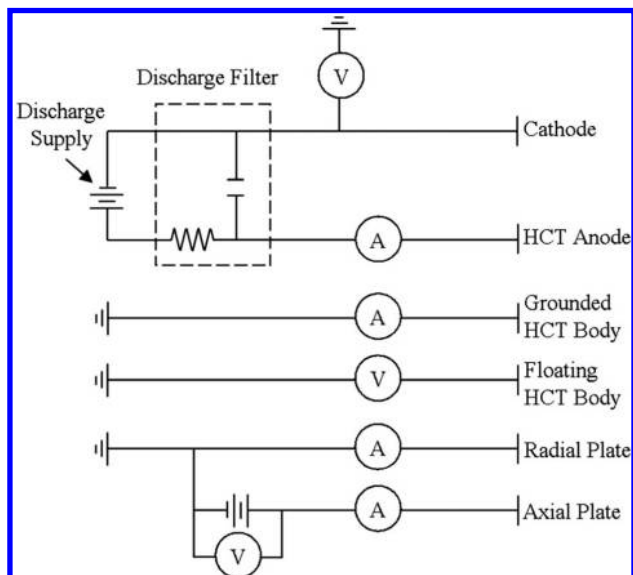 V
Discharge Filter
Discharge
Supply
Cathode
A
HCT Anode
A
Grounded
HCT Body
V
Floating
HCT Body
A
Radial Plate
A
Axial Plate
V